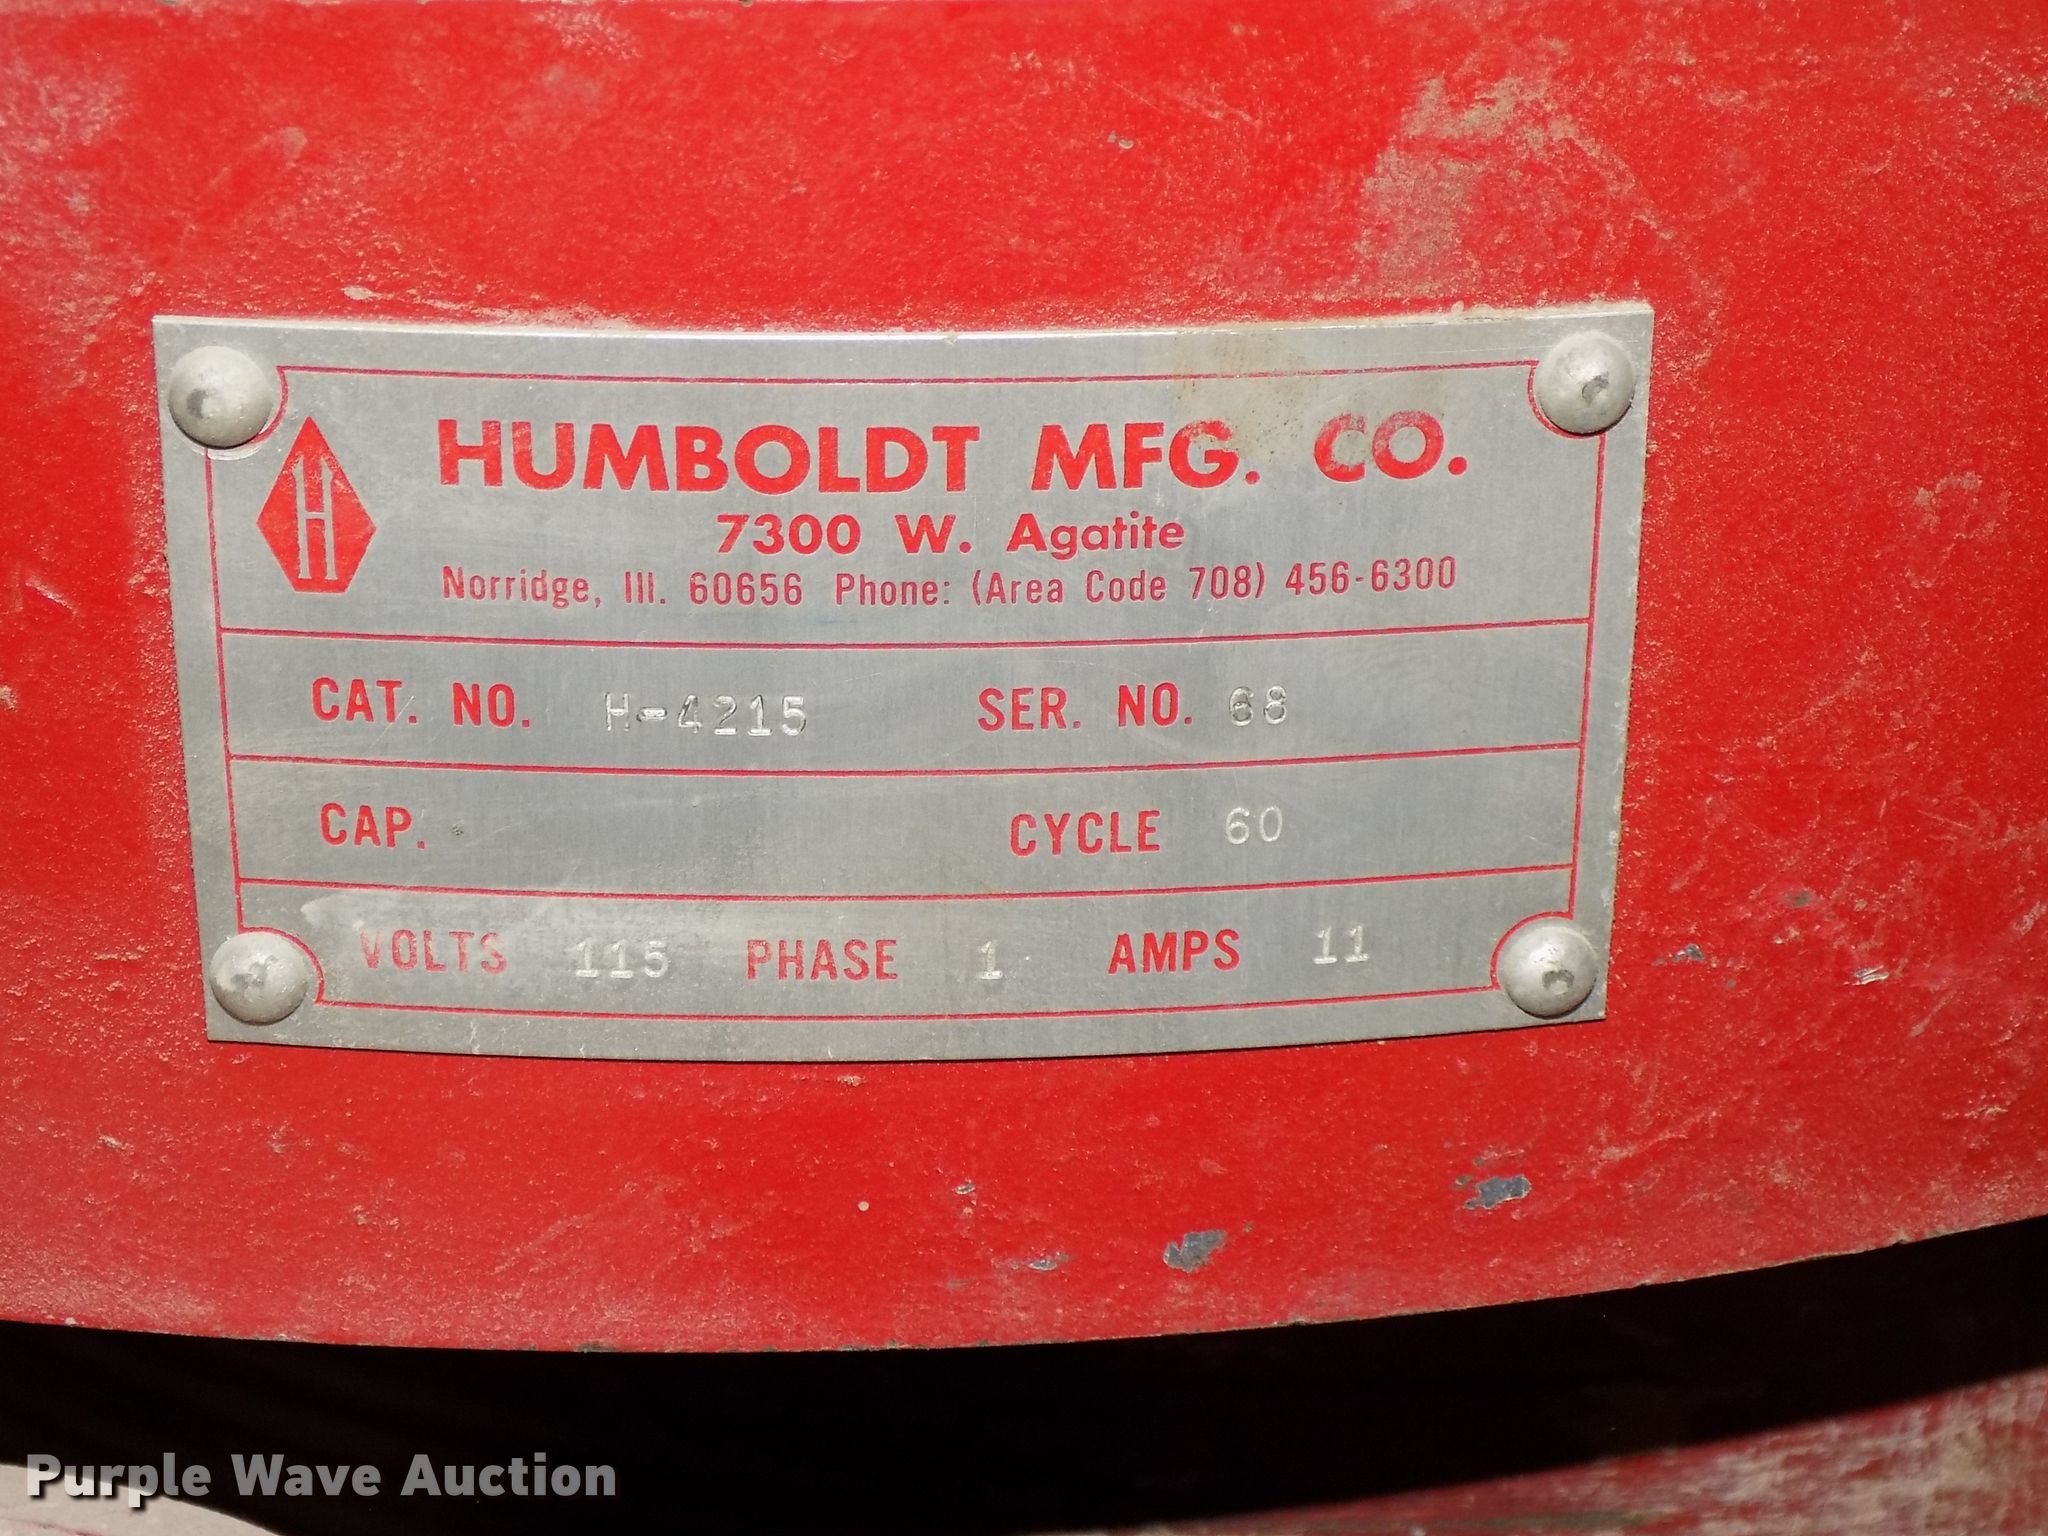 H
HUMBOLDT MFG. CO.
7300 W. Agatite
Norridge, Ill. 60656 Phone: (Area Code 708) 456-6300
CAT. NO. H-4215 SER. NO. 68
CAP. CYCLE 60
VOLTS 115 PHASE 1 AMPS 11
Purple Wave Auction